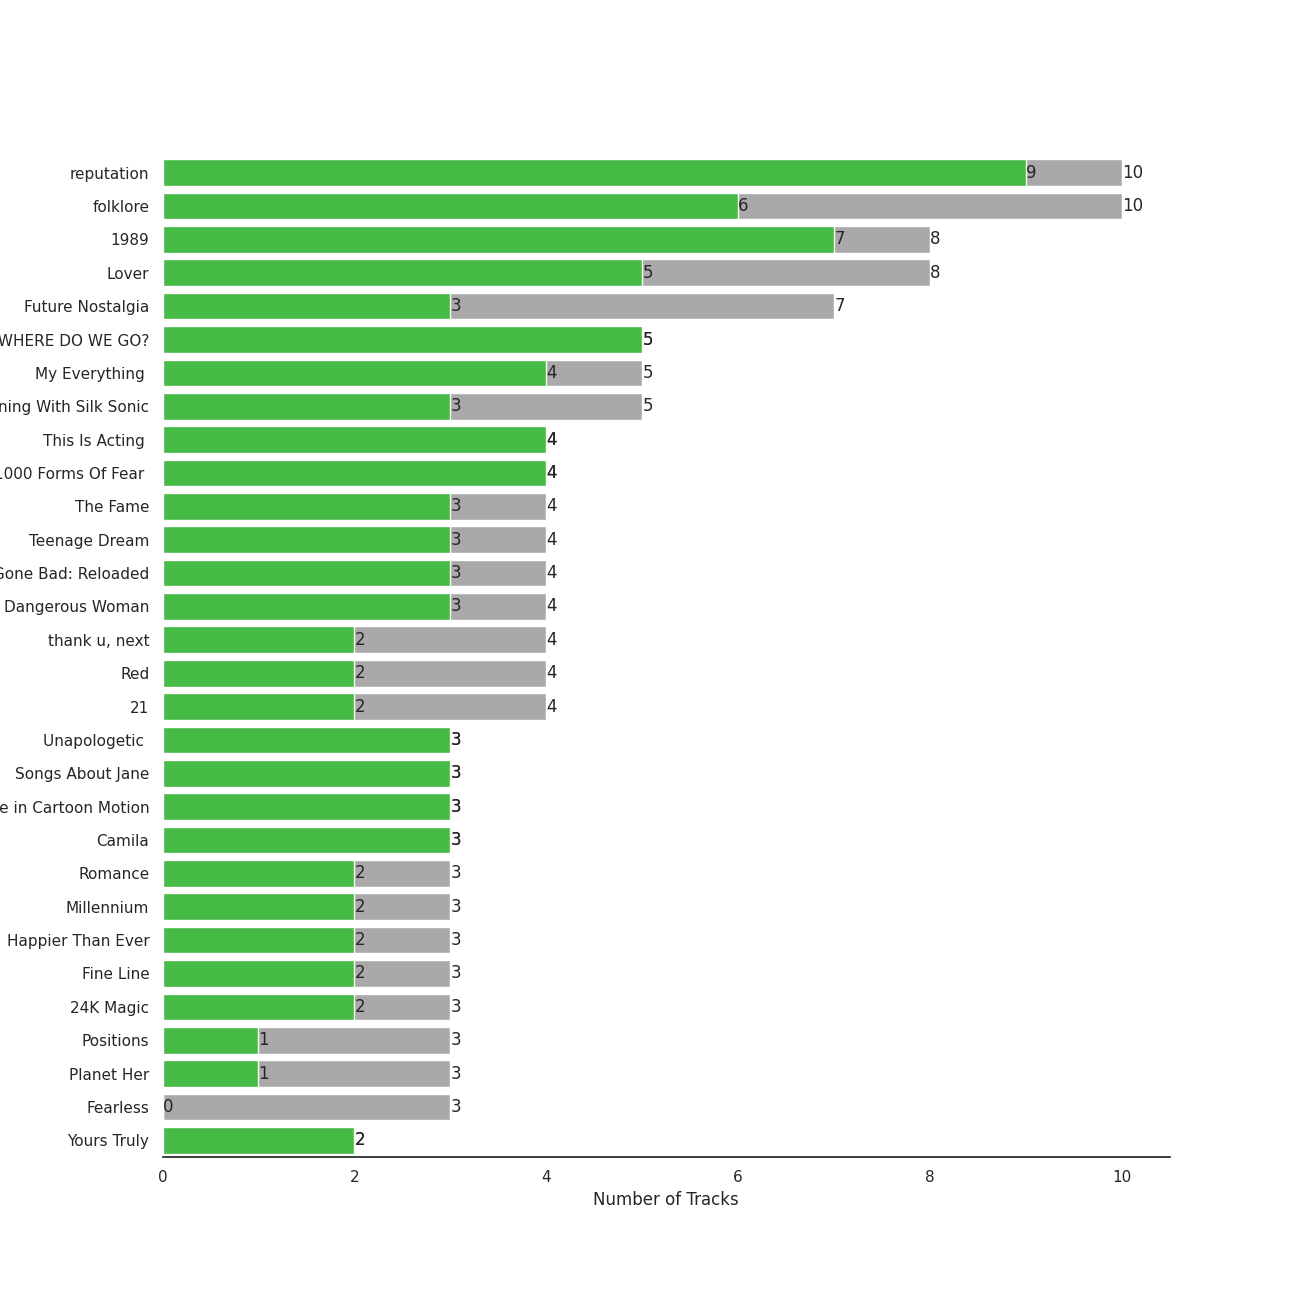 reputation 9 10
folklore 6 10
1989 7 8
Lover 5 8
Future Nostalgia 3 7
WHERE DO WE GO? 5
My Everything 4 5
With Silk Sonic 3 5
This Is Acting 4
1000 Forms Of Fear 4
The Fame 3 4
Teenage Dream 3 4
Gone Bad: Reloaded 3 4
Dangerous Woman 3 4
thank u, next 2 4
Red 2 4
21 2 4
Unapologetic 3
Songs About Jane 3
in Cartoon Motion 3
Camila 3
Romance 2 3
Millennium 2 3
Happier Than Ever 2 3
Fine Line 2 3
24K Magic 2 3
Positions 1 3
Planet Her 1 3
Fearless 0 3
Yours Truly 2
0 2 4 6 8 10
Number of Tracks